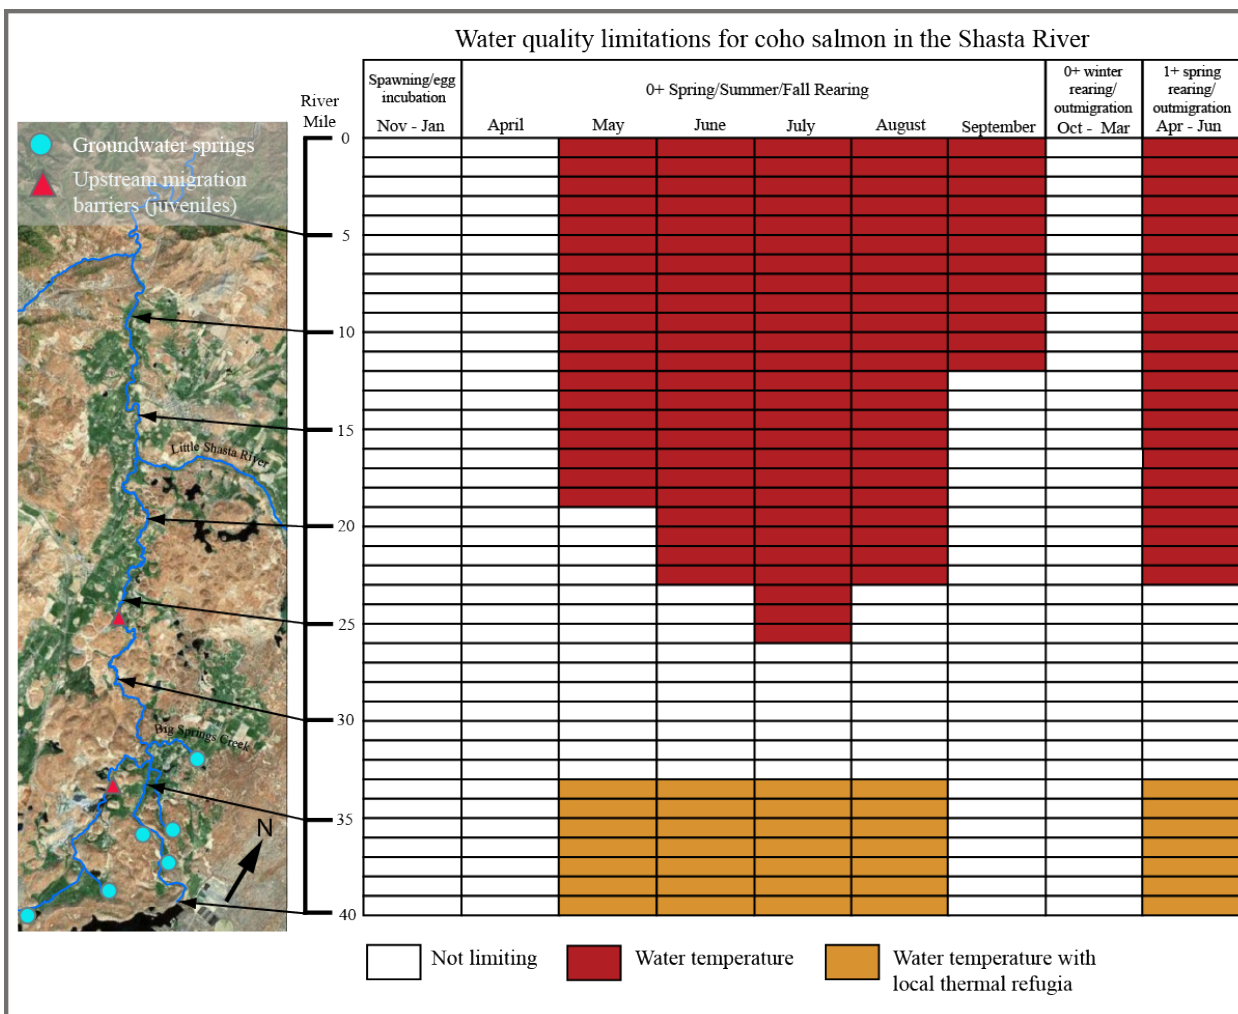 Water quality limitations for coho salmon in the Shasta River
River
Mile
Spawning/egg
incubation
Nov - Jan
0+ Spring/Summer/Fall Rearing
April
May
June
July
August
September
0+ winter
rearing/
outmigration
Oct - Mar
1+ spring
rearing/
outmigration
Apr - Jun
Groundwater springs
Upstream migration
barriers (juveniles)
0
5
10
15
20
25
30
35
40
Little Shasta River
Big Springs Creek
N
Not limiting
Water temperature
Water temperature with
local thermal refugia